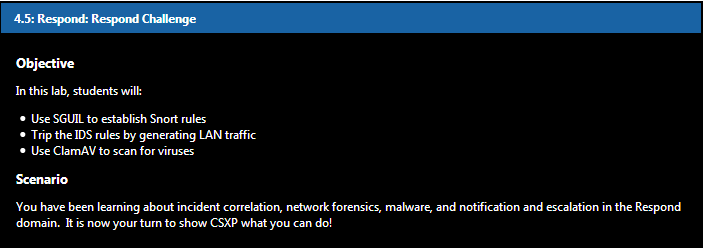 4.5: Respond: Respond Challenge
Objective
In this lab, students will:
• Use SGUIL to establish Snort rules
• Trip the IDS rules by generating LAN traffic
• Use ClamAV to scan for viruses
Scenario
You have been learning about incident correlation, network forensics, malware, and notification and escalation in the Respond
domain.  It is now your turn to show CSXP what you can do!